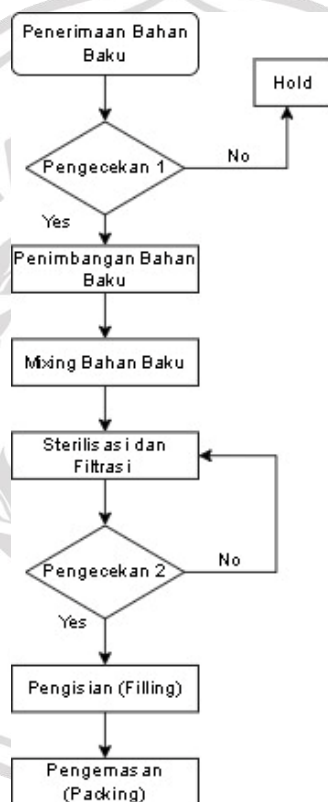 Penerimaan Bahan
Baku
Hold
No
Pengecekan 1
Yes
Penimbangan Bahan
Baku
Mixing Bahan Baku
Sterilisasi dan
Filtrasi
No
Pengecekan 2
Yes
Pengisian (Filling)
Pengemasan
(Packing)